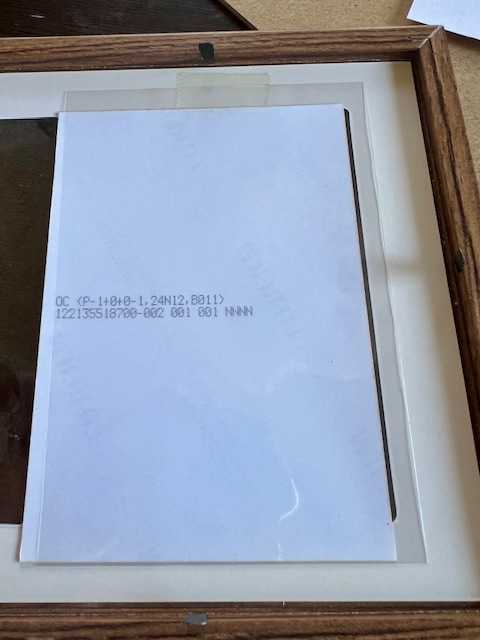 OC (P-1+0+0-1,24N12,B011)
122135518700-002 001 001 NNNN